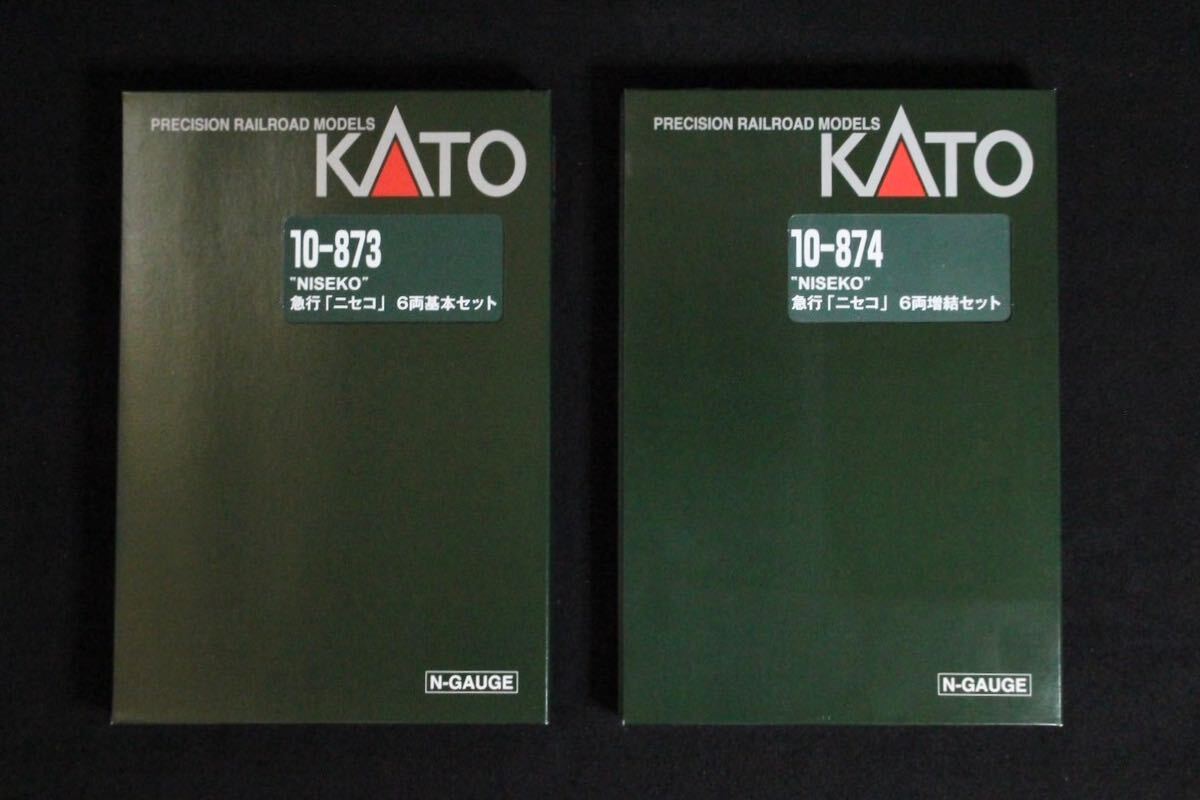 PRECISION RAILROAD MODELS
KATO
10-873
"NISEKO"
急行「ニセコ」 6両基本セット
N-GAUGE
PRECISION RAILROAD MODELS
KATO
10-874
"NISEKO"
急行「ニセコ」 6両増結セット
N-GAUGE